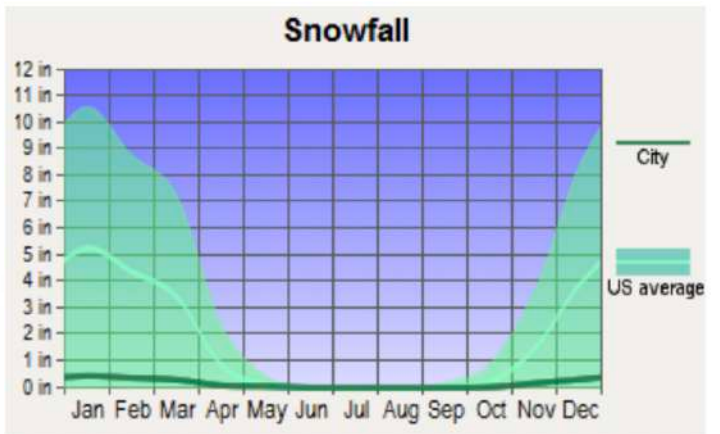 Snowfall
12 in
11 in
10 in
9 in
8 in
7 in
6 in
5 in
4 in
3 in
2 in
1 in
0 in
Jan Feb Mar Apr May Jun Jul Aug Sep Oct Nov Dec
City
US average